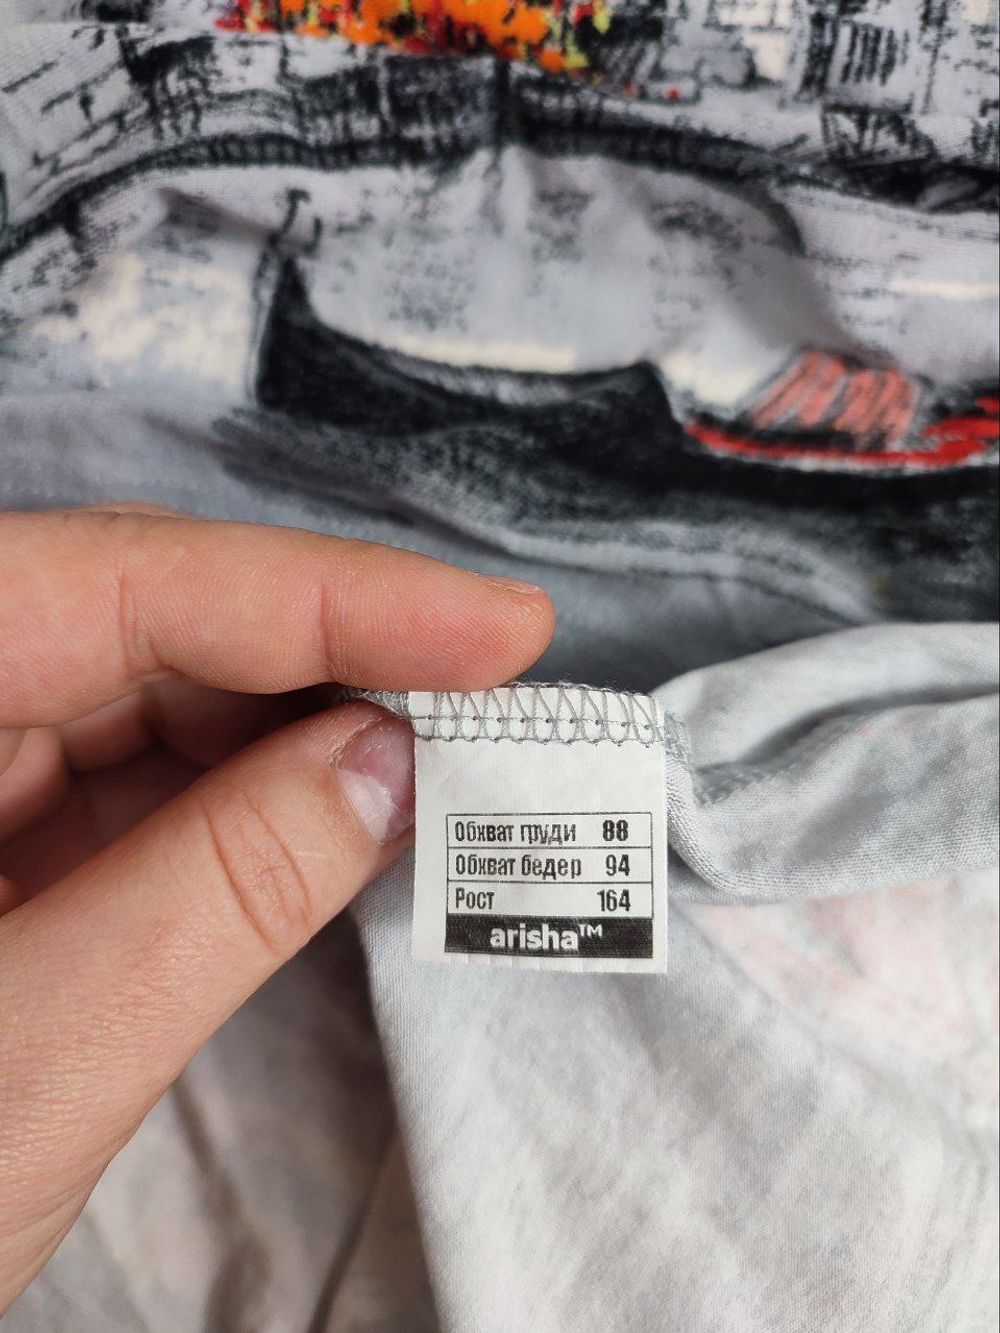 Обхват груди 88
Обхват бедер 94
Рост 164
arisha™